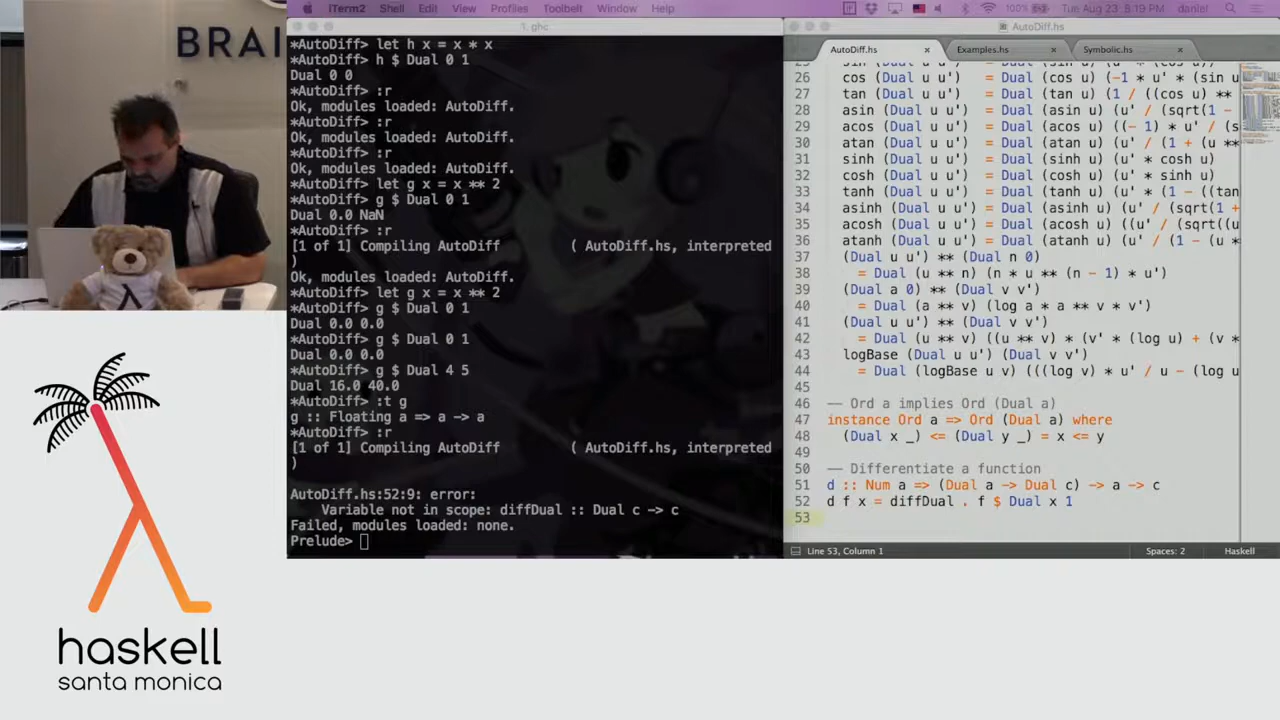 BRAI
iTerm2 Shell Edit View Profiles Toolbelt Window Help
100% Tue Aug 23 8:19 PM daniel
1. ghc
*AutoDiff> let h x = x * x
*AutoDiff> h $ Dual 0 1
Dual 0 0
*AutoDiff> :r
Ok, modules loaded: AutoDiff.
*AutoDiff> :r
Ok, modules loaded: AutoDiff.
*AutoDiff> :r
Ok, modules loaded: AutoDiff.
*AutoDiff> let g x = x ** 2
*AutoDiff> g $ Dual 0 1
Dual 0.0 NaN
*AutoDiff> :r
[1 of 1] Compiling AutoDiff ( AutoDiff.hs, interpreted
)
Ok, modules loaded: AutoDiff.
*AutoDiff> let g x = x ** 2
*AutoDiff> g $ Dual 0 1
Dual 0.0 0.0
*AutoDiff> g $ Dual 0 1
Dual 0.0 0.0
*AutoDiff> g $ Dual 4 5
Dual 16.0 40.0
*AutoDiff> :t g
g :: Floating a => a -> a
*AutoDiff> :r
[1 of 1] Compiling AutoDiff ( AutoDiff.hs, interpreted
)
AutoDiff.hs:52:9: error:
Variable not in scope: diffDual :: Dual c -> c
Failed, modules loaded: none.
Prelude>
AutoDiff.hs
AutoDiff.hs Examples.hs Symbolic.hs
26 cos (Dual u u') = Dual (cos u) (-1 * u' * (sin u
27 tan (Dual u u') = Dual (tan u) (1 / ((cos u) **
28 asin (Dual u u') = Dual (asin u) (u' / (sqrt(1 -
29 acos (Dual u u') = Dual (acos u) ((- 1) * u' / (s
30 atan (Dual u u') = Dual (atan u) (u' / (1 + (u **
31 sinh (Dual u u') = Dual (sinh u) (u' * cosh u)
32 cosh (Dual u u') = Dual (cosh u) (u' * sinh u)
33 tanh (Dual u u') = Dual (tanh u) (u' * (1 - ((tan
34 asinh (Dual u u') = Dual (asinh u) (u' / (sqrt(1 +
35 acosh (Dual u u') = Dual (acosh u) ((u' / (sqrt((u
36 atanh (Dual u u') = Dual (atanh u) (u' / (1 - (u *
37 (Dual u u') ** (Dual n 0)
38 = Dual (u ** n) (n * u ** (n - 1) * u')
39 (Dual a 0) ** (Dual v v')
40 = Dual (a ** v) (log a * a ** v * v')
41 (Dual u u') ** (Dual v v')
42 = Dual (u ** v) ((u ** v) * (v' * (log u) + (v *
43 logBase (Dual u u') (Dual v v')
44 = Dual (logBase u v) (((log v) * u' / u - (log u
45
46 -- Ord a implies Ord (Dual a)
47 instance Ord a => Ord (Dual a) where
48 (Dual x _) <= (Dual y _) = x <= y
49
50 -- Differentiate a function
51 d :: Num a => (Dual a -> Dual c) -> a -> c
52 d f x = diffDual . f $ Dual x 1
53
Line 53, Column 1 Spaces: 2 Haskell
haskell
santa monica